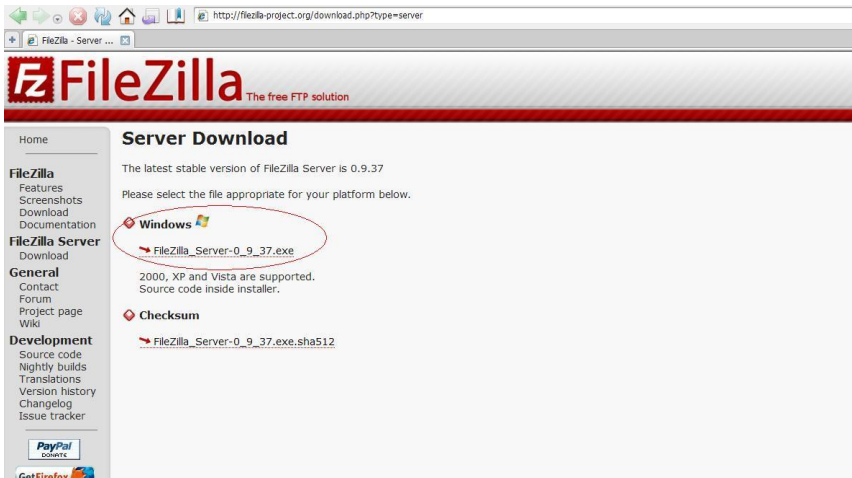 http://filezilla-project.org/download.php?type=server
FileZilla - Server ...
Fz FileZilla The free FTP solution
Home
FileZilla
Features
Screenshots
Download
Documentation
FileZilla Server
Download
General
Contact
Forum
Project page
Wiki
Development
Source code
Nightly builds
Translations
Version history
Changelog
Issue tracker
PayPal
DONATE
GetFirefox
Server Download
The latest stable version of FileZilla Server is 0.9.37
Please select the file appropriate for your platform below.
Windows
FileZilla_Server-0_9_37.exe
2000, XP and Vista are supported.
Source code inside installer.
Checksum
FileZilla_Server-0_9_37.exe.sha512